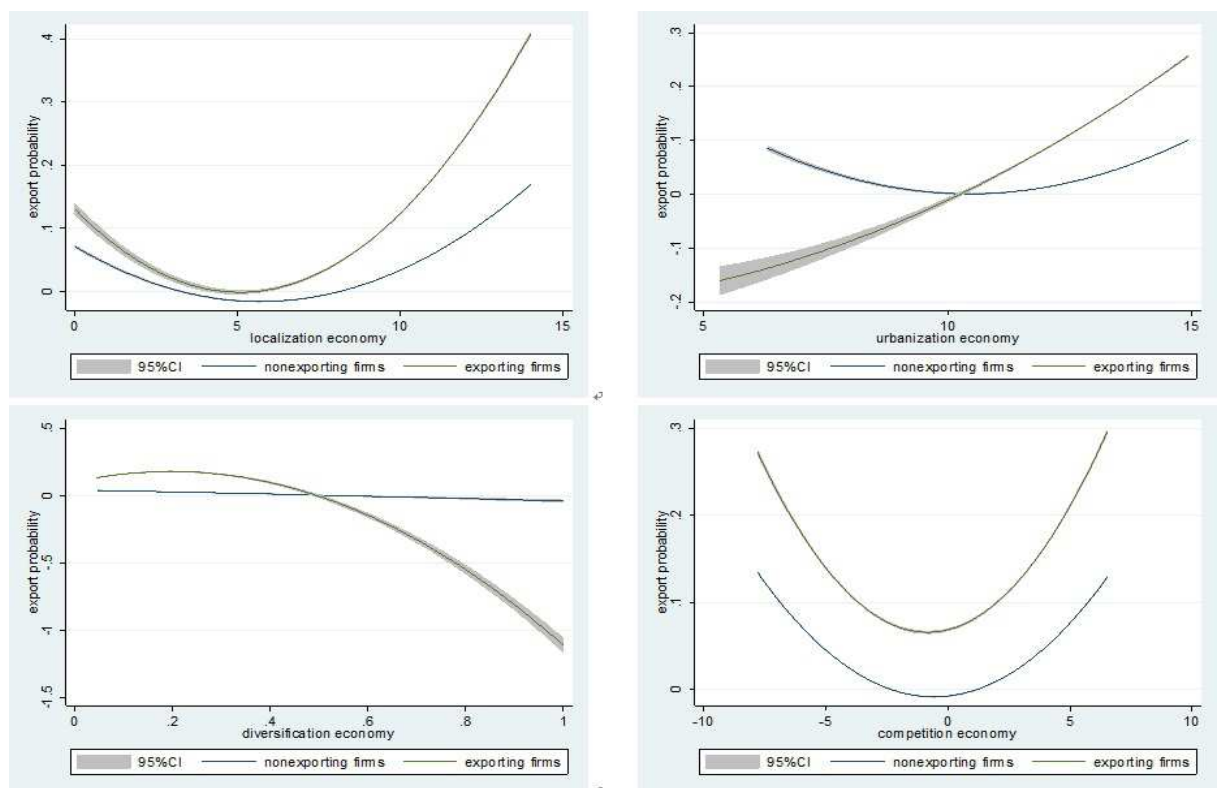 export probability
0 .1 .2 .3 .4
0 5 10 15
localization economy
95%CI nonexporting firms exporting firms
export probability
-.2 -.1 0 .1 .2 .3
5 10 15
urbanization economy
95%CI nonexporting firms exporting firms
export probability
-1.5 -1 -.5 0 .5
0 .2 .4 .6 .8 1
diversification economy
95%CI nonexporting firms exporting firms
export probability
0 .1 .2 .3
-10 -5 0 5 10
competition economy
95%CI nonexporting firms exporting firms